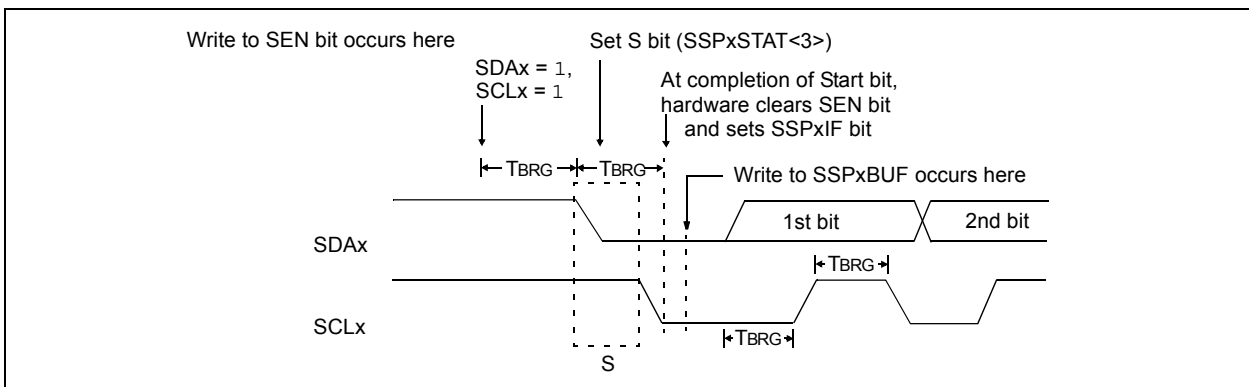 Write to SEN bit occurs here
Set S bit (SSPxSTAT<3>)
SDAx = 1,
SCLx = 1
At completion of Start bit,
hardware clears SEN bit
and sets SSPxIF bit
TBRG
TBRG
Write to SSPxBUF occurs here
SDAx
1st bit
2nd bit
TBRG
SCLx
TBRG
S